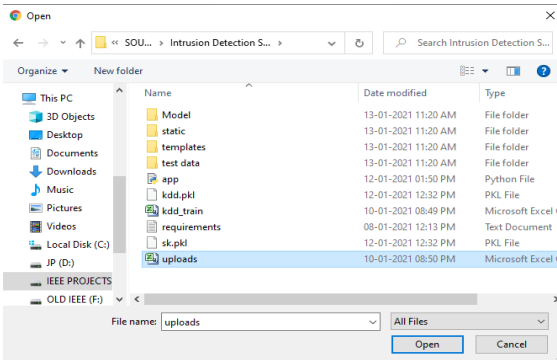 Open
« SOU... › Intrusion Detection S... ›
Search Intrusion Detection S...
Organize
New folder
Name Date modified Type
This PC
3D Objects
Desktop
Documents
Downloads
Music
Pictures
Videos
Local Disk (C:)
JP (D:)
IEEE PROJECTS
OLD IEEE (F:)
Model 13-01-2021 11:20 AM File folder
static 13-01-2021 11:20 AM File folder
templates 13-01-2021 11:20 AM File folder
test data 13-01-2021 11:20 AM File folder
app 12-01-2021 01:50 PM Python File
kdd.pkl 12-01-2021 12:32 PM PKL File
kdd_train 10-01-2021 08:49 PM Microsoft Excel
requirements 08-01-2021 12:13 PM Text Document
sk.pkl 12-01-2021 12:32 PM PKL File
uploads 10-01-2021 08:50 PM Microsoft Excel
File name: uploads
All Files
Open Cancel